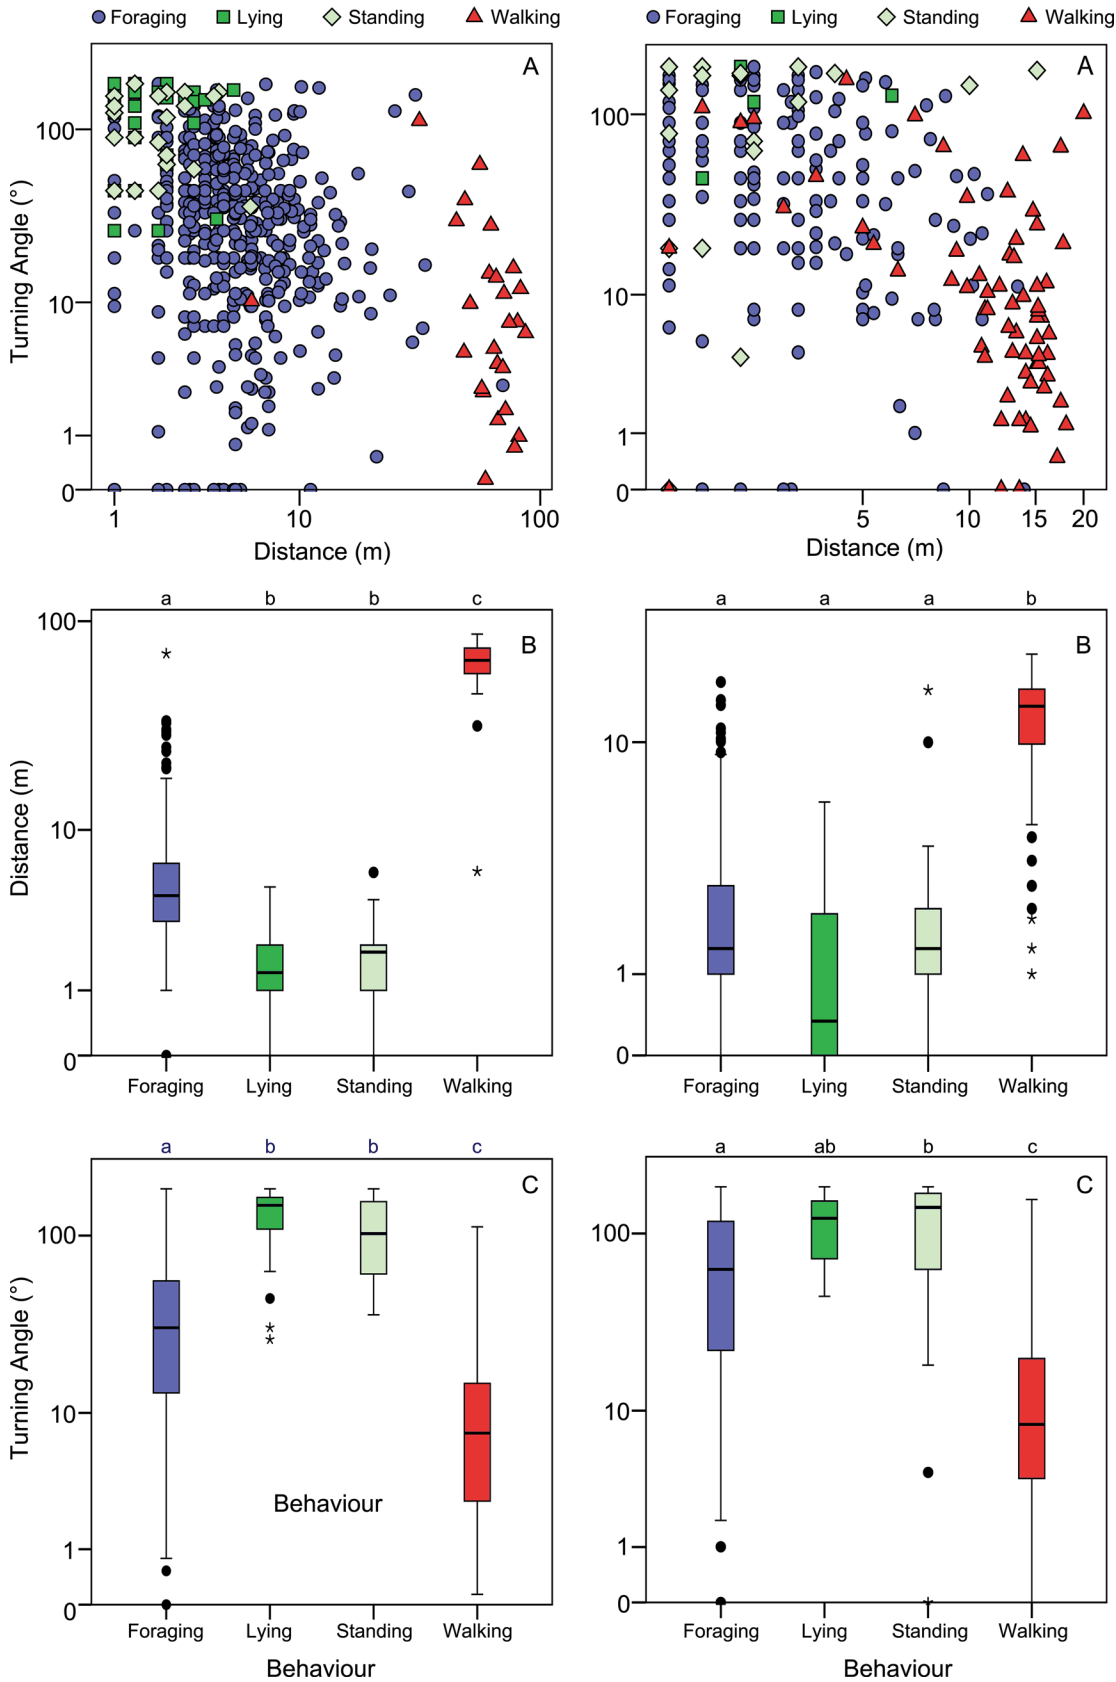 Foraging Lying Standing Walking
Foraging Lying Standing Walking
A
A
100
10
1
0
Turning Angle (°)
1 10 100
Distance (m)
100
10
1
0
5 10 15 20
Distance (m)
a b b c
B
100
10
1
0
Distance (m)
Foraging Lying Standing Walking
a a a b
B
10
1
0
Foraging Lying Standing Walking
a b b c
C
100
10
1
0
Turning Angle (°)
Behaviour
Foraging Lying Standing Walking
Behaviour
a ab b c
C
100
10
1
0
Foraging Lying Standing Walking
Behaviour